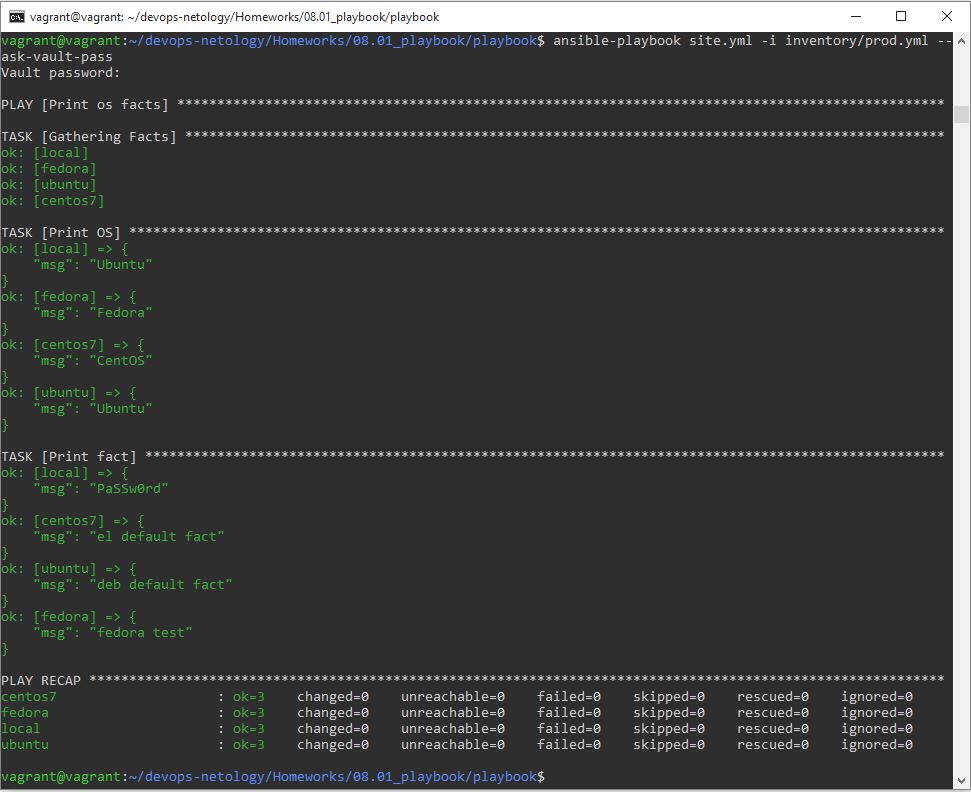 vagrant@vagrant: ~/devops-netology/Homeworks/08.01_playbook/playbook
vagrant@vagrant:~/devops-netology/Homeworks/08.01_playbook/playbook$ ansible-playbook site.yml -i inventory/prod.yml --
ask-vault-pass
Vault password:
PLAY [Print os facts] ************************************************************************************************
TASK [Gathering Facts] ***********************************************************************************************
ok: [local]
ok: [fedora]
ok: [ubuntu]
ok: [centos7]
TASK [Print OS] ******************************************************************************************************
ok: [local] => {
    "msg": "Ubuntu"
}
ok: [fedora] => {
    "msg": "Fedora"
}
ok: [centos7] => {
    "msg": "CentOS"
}
ok: [ubuntu] => {
    "msg": "Ubuntu"
}
TASK [Print fact] ****************************************************************************************************
ok: [local] => {
    "msg": "PaSSw0rd"
}
ok: [centos7] => {
    "msg": "el default fact"
}
ok: [ubuntu] => {
    "msg": "deb default fact"
}
ok: [fedora] => {
    "msg": "fedora test"
}
PLAY RECAP ***********************************************************************************************************
centos7                    : ok=3    changed=0    unreachable=0    failed=0    skipped=0    rescued=0    ignored=0
fedora                     : ok=3    changed=0    unreachable=0    failed=0    skipped=0    rescued=0    ignored=0
local                      : ok=3    changed=0    unreachable=0    failed=0    skipped=0    rescued=0    ignored=0
ubuntu                     : ok=3    changed=0    unreachable=0    failed=0    skipped=0    rescued=0    ignored=0
vagrant@vagrant:~/devops-netology/Homeworks/08.01_playbook/playbook$